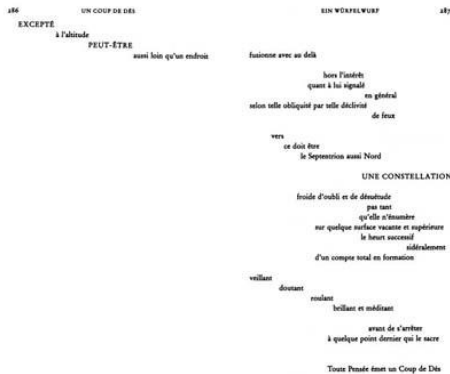 286 UN COUP DE DÉS
EXCEPTÉ
à l'altitude
PEUT-ÊTRE
aussi loin qu'un endroit
EIN WÜRFELWURF 287
fusionne avec au delà
hors l'intérêt
quant à lui signalé
en général
selon telle obliquité par telle déclivité
de feux
vers
ce doit être
le Septentrion aussi Nord
UNE CONSTELLATION
froide d'oubli et de désuétude
pas tant
qu'elle n'énumère
sur quelque surface vacante et supérieure
le heurt successif
sidéralement
d'un compte total en formation
veillant
doutant
roulant
brillant et méditant
avant de s'arrêter
à quelque point dernier qui le sacre
Toute Pensée émet un Coup de Dés